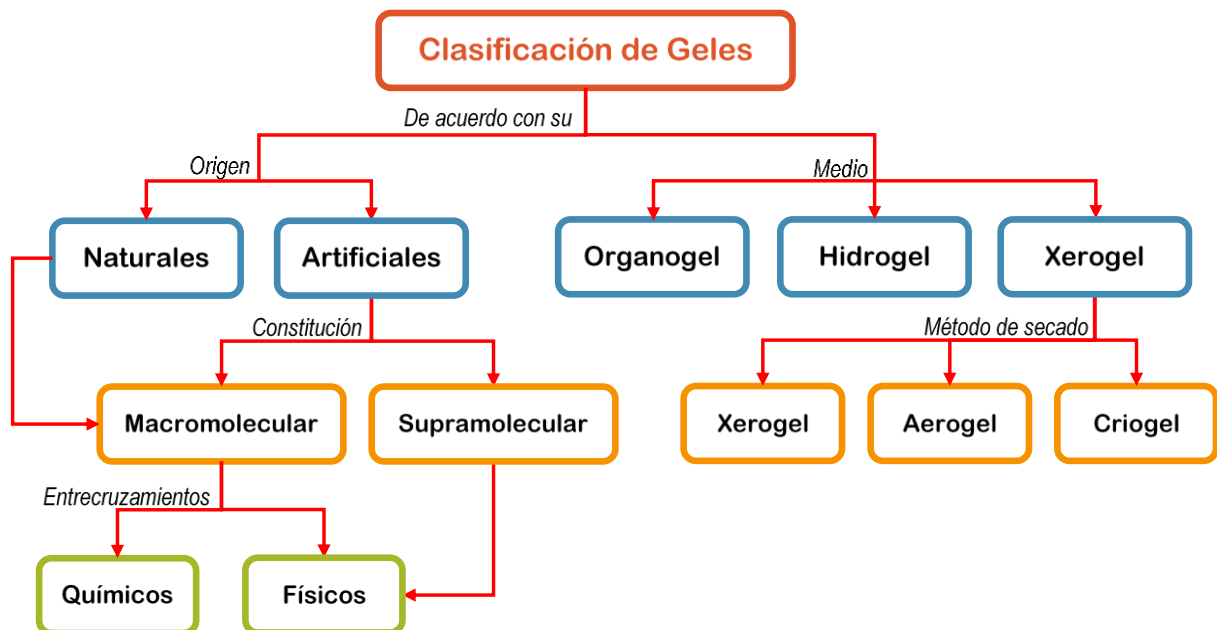 Clasificación de Geles
De acuerdo con su
Origen
Medio
Naturales
Artificiales
Organogel
Hidrogel
Xerogel
Constitución
Método de secado
Macromolecular
Supramolecular
Xerogel
Aerogel
Criogel
Entrecruzamientos
Químicos
Físicos